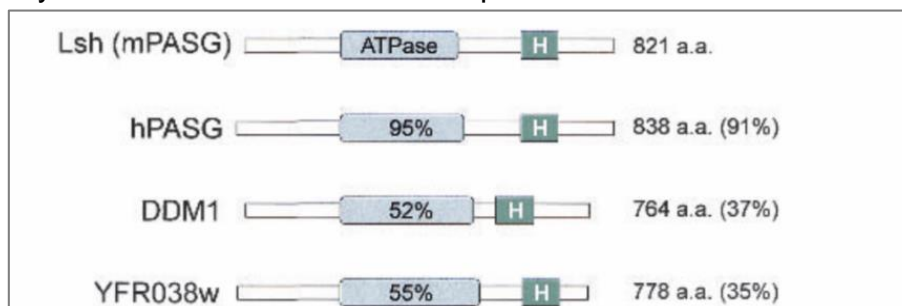 Lsh (mPASG) ATPase H 821 a.a.
hPASG 95% H 838 a.a. (91%)
DDM1 52% H 764 a.a. (37%)
YFR038w 55% H 778 a.a. (35%)